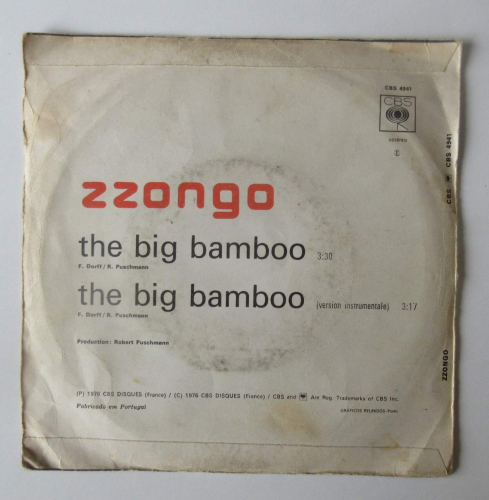 CBS 4941
CBS
zzongo
the big bamboo 3:30
F. Dorff / R. Puschmann
the big bamboo (version instrumentale) 3:17
F. Dorff / R. Puschmann
Production: Robert Puschmann
(P) 1976 CBS DISQUES (France) / (C) 1976 CBS DISQUES (France) / CBS and Are Reg. Trademarks of CBS Inc.
Fabricado em Portugal
CBS CBS 4941
ZZONGO